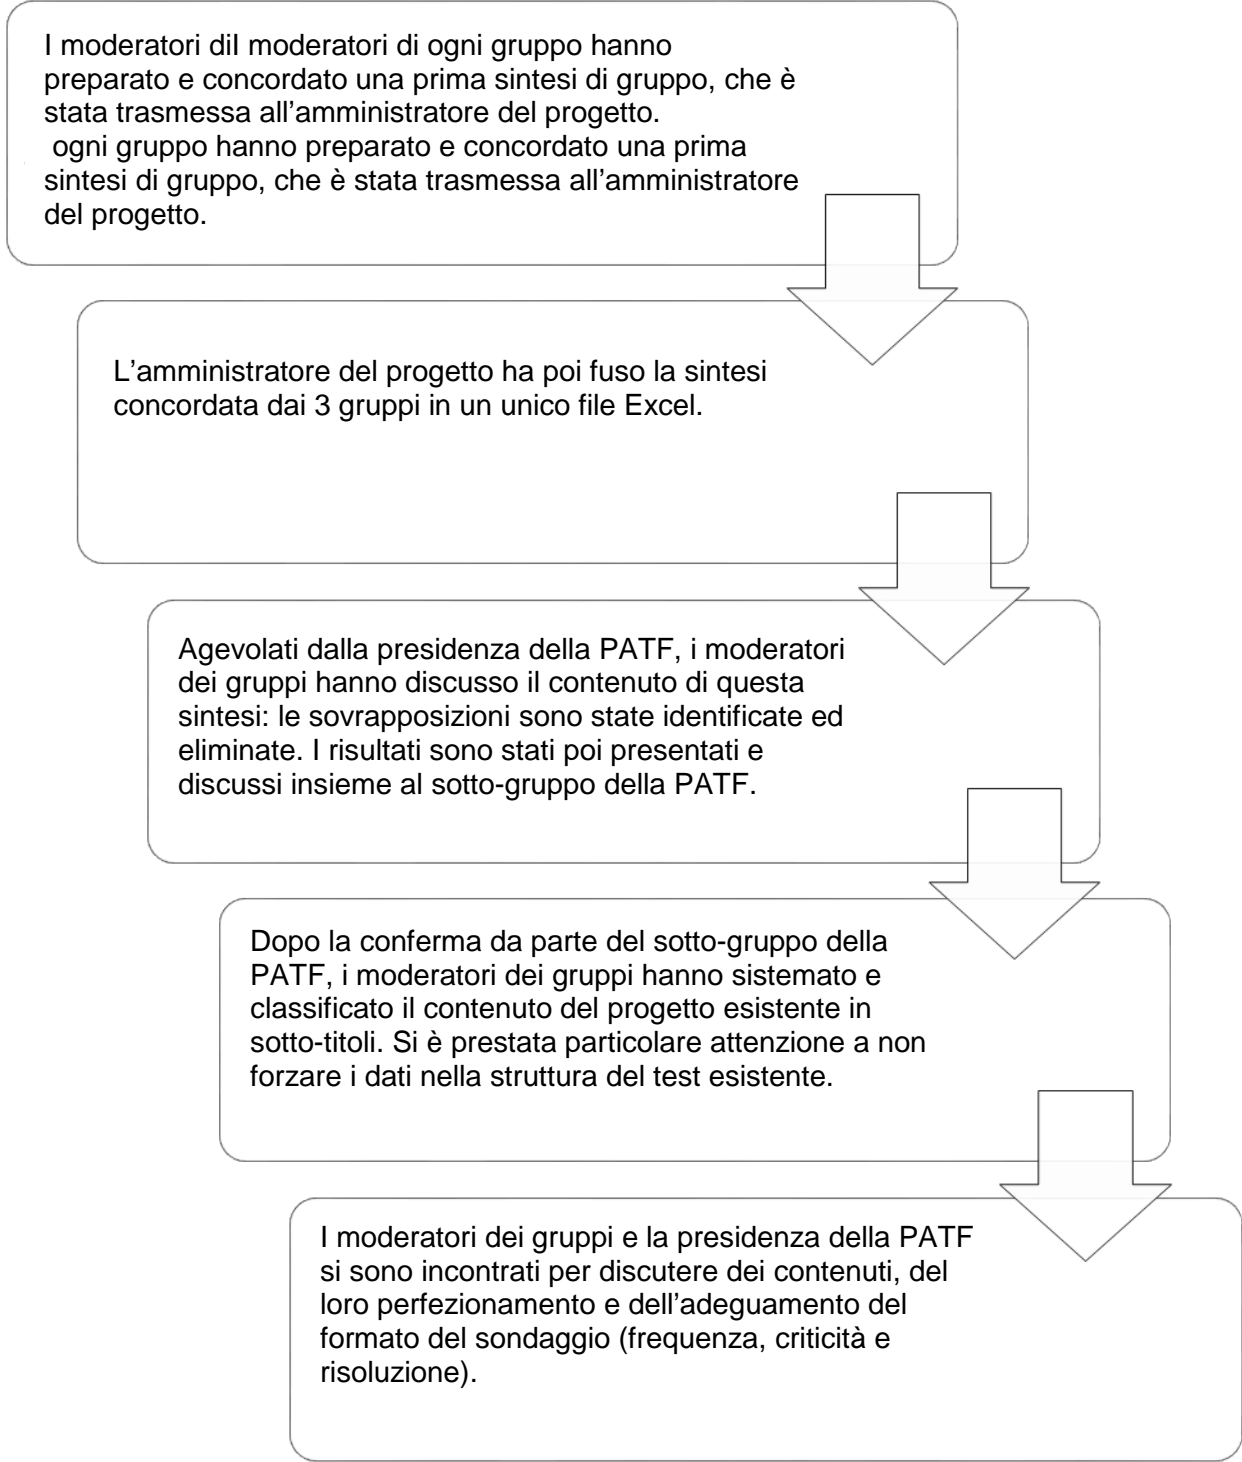 I moderatori diI moderatori di ogni gruppo hanno
preparato e concordato una prima sintesi di gruppo, che è
stata trasmessa all’amministratore del progetto.
ogni gruppo hanno preparato e concordato una prima
sintesi di gruppo, che è stata trasmessa all’amministratore
del progetto.
L’amministratore del progetto ha poi fuso la sintesi
concordata dai 3 gruppi in un unico file Excel.
Agevolati dalla presidenza della PATF, i moderatori
dei gruppi hanno discusso il contenuto di questa
sintesi: le sovrapposizioni sono state identificate ed
eliminate. I risultati sono stati poi presentati e
discussi insieme al sotto-gruppo della PATF.
Dopo la conferma da parte del sotto-gruppo della
PATF, i moderatori dei gruppi hanno sistemato e
classificato il contenuto del progetto esistente in
sotto-titoli. Si è prestata particolare attenzione a non
forzare i dati nella struttura del test esistente.
I moderatori dei gruppi e la presidenza della PATF
si sono incontrati per discutere dei contenuti, del
loro perfezionamento e dell’adeguamento del
formato del sondaggio (frequenza, criticità e
risoluzione).